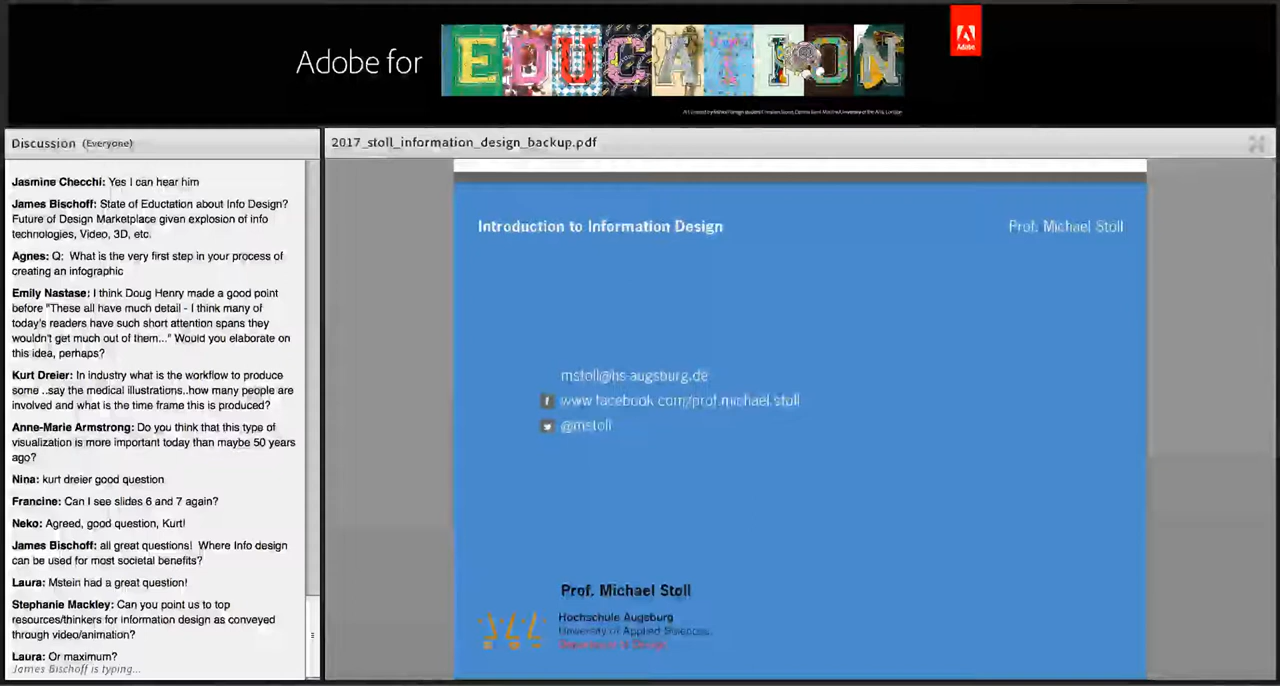 Adobe for EDUCATION
Adobe
Discussion (Everyone)
Jasmine Checchi: Yes I can hear him
James Bischoff: State of Eductation about Info Design?
Future of Design Marketplace given explosion of info
technologies, Video, 3D, etc.
Agnes: Q: What is the very first step in your process of
creating an infographic
Emily Nastase: I think Doug Henry made a good point
before "These all have much detail - I think many of
today's readers have such short attention spans they
wouldn't get much out of them..." Would you elaborate on
this idea, perhaps?
Kurt Dreier: In industry what is the workflow to produce
some ..say the medical illustrations..how many people are
involved and what is the time frame this is produced?
Anne-Marie Armstrong: Do you think that this type of
visualization is more important today than maybe 50 years
ago?
Nina: kurt dreier good question
Francine: Can I see slides 6 and 7 again?
Neko: Agreed, good question, Kurt!
James Bischoff: all great questions! Where Info design
can be used for most societal benefits?
Laura: Mstein had a great question!
Stephanie Mackley: Can you point us to top
resources/thinkers for information design as conveyed
through video/animation?
Laura: Or maximum?
James Bischoff is typing...
2017_stoll_information_design_backup.pdf
Introduction to Information Design
Prof. Michael Stoll
mstoll@hs-augsburg.de
www.facebook.com/prof.michael.stoll
@mstoll
Prof. Michael Stoll
Hochschule Augsburg
University of Applied Sciences